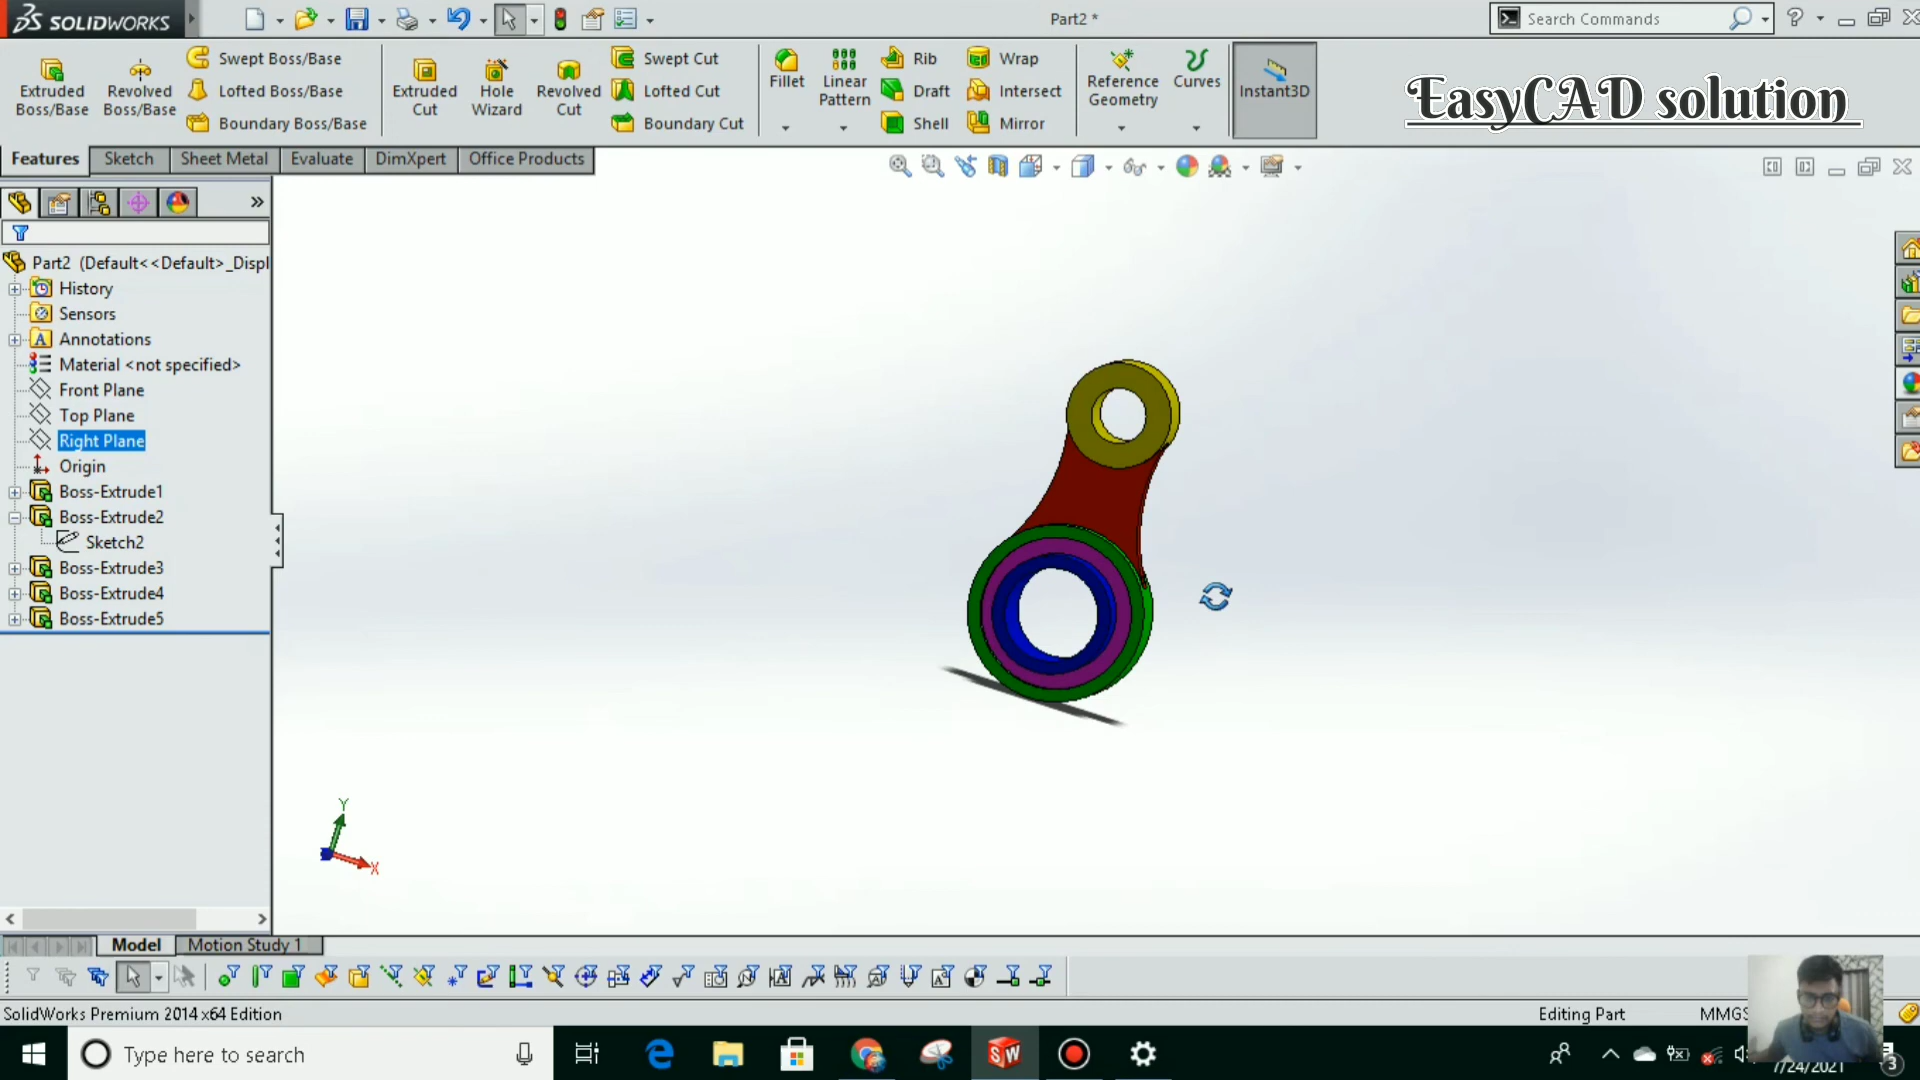 SOLIDWORKS
Part2 *
Search Commands
Extruded Boss/Base
Revolved Boss/Base
Swept Boss/Base
Lofted Boss/Base
Boundary Boss/Base
Extruded Cut
Hole Wizard
Revolved Cut
Swept Cut
Lofted Cut
Boundary Cut
Fillet
Linear Pattern
Rib
Draft
Shell
Wrap
Intersect
Mirror
Reference Geometry
Curves
Instant3D
EasyCAD solution
Features
Sketch
Sheet Metal
Evaluate
DimXpert
Office Products
Part2 (Default<<Default>_Displ
History
Sensors
Annotations
Material <not specified>
Front Plane
Top Plane
Right Plane
Origin
Boss-Extrude1
Boss-Extrude2
Sketch2
Boss-Extrude3
Boss-Extrude4
Boss-Extrude5
Y
X
Model
Motion Study 1
SolidWorks Premium 2014 x64 Edition
Editing Part
MMGS
Type here to search
7/24/2021
3